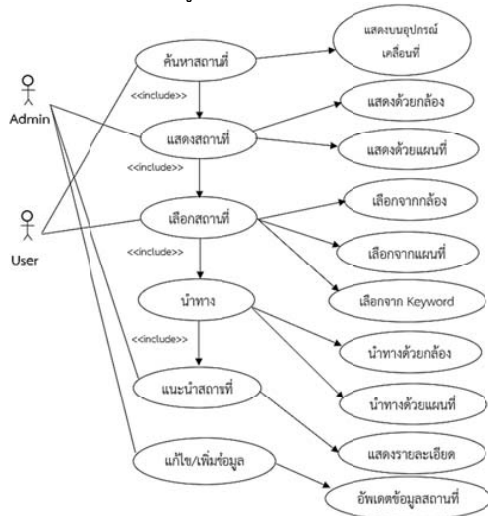 แสดงบนอุปกรณ์
เคลื่อนที่
ค้นหาสถานที่
<<include>>
แสดงด้วยกล้อง
Admin
แสดงสถานที่
แสดงด้วยแผนที่
<<include>>
เลือกจากกล้อง
เลือกสถานที่
User
<<include>>
เลือกจากแผนที่
นำทาง
เลือกจาก Keyword
<<include>>
นำทางด้วยกล้อง
แนะนำสถารที่
นำทางด้วยแผนที่
แสดงรายละเอียด
แก้ไข/เพิ่มข้อมูล
อัพเดตข้อมูลสถานที่